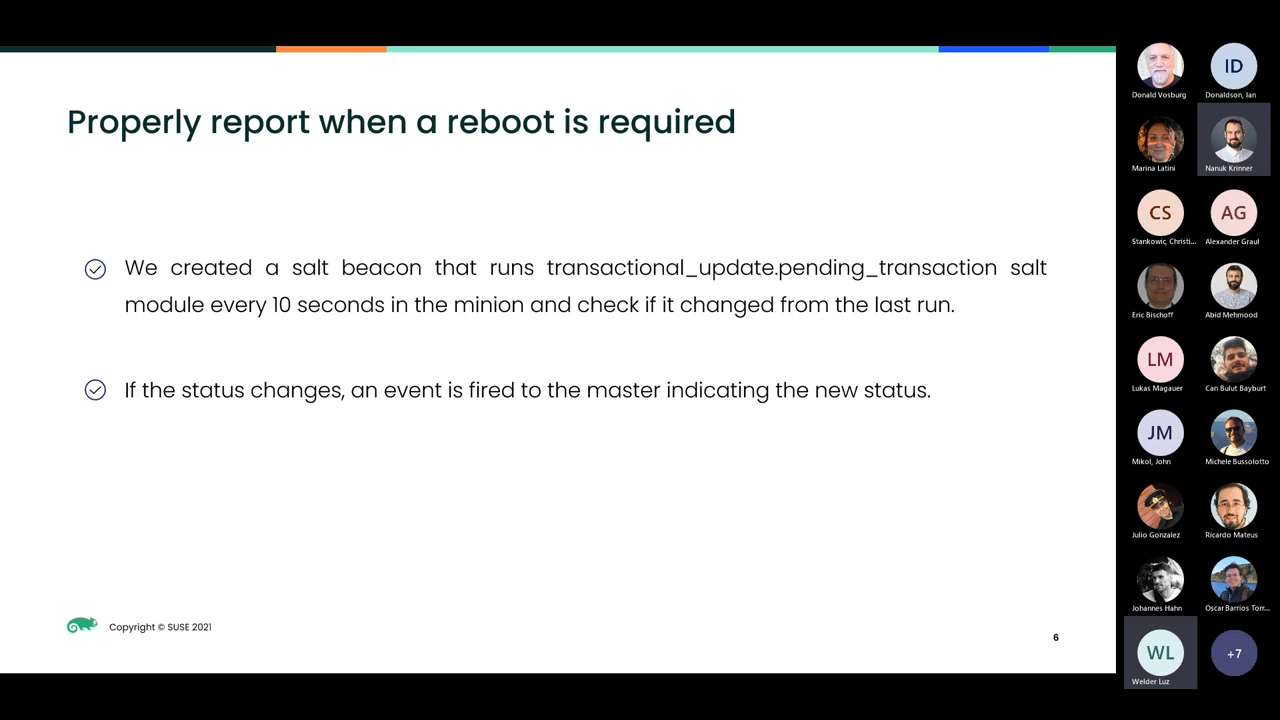 Properly report when a reboot is required
We created a salt beacon that runs transactional_update.pending_transaction salt
module every 10 seconds in the minion and check if it changed from the last run.
If the status changes, an event is fired to the master indicating the new status.
Copyright © SUSE 2021
6
Donald Vosburg
ID
Donaldson, Ian
Marina Latini
Nanuk Krinner
CS
Stankowic, Christi...
AG
Alexander Graul
Eric Bischoff
Abid Mehmood
LM
Lukas Magauer
Can Bulut Bayburt
JM
Mikol, John
Michele Bussolotto
Julio Gonzalez
Ricardo Mateus
Johannes Hahn
Oscar Barrios Torr...
WL
Welder Luz
+7